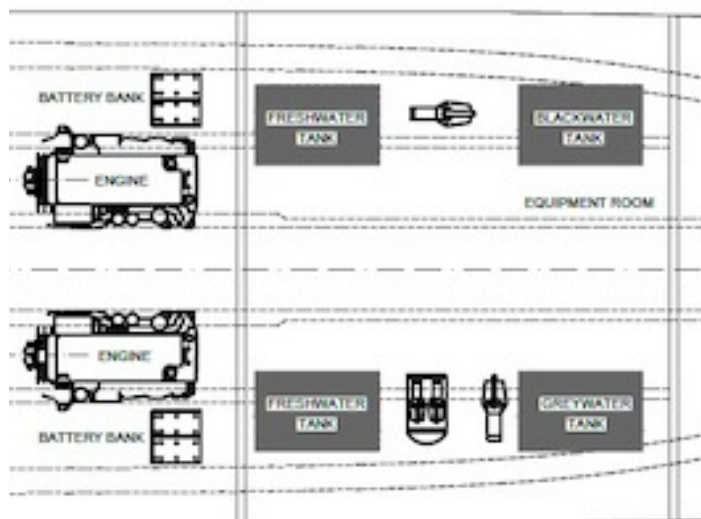 BATTERY BANK
FRESHWATER
TANK
BLACKWATER
TANK
ENGINE
EQUIPMENT ROOM
ENGINE
FRESHWATER
TANK
GREYWATER
TANK
BATTERY BANK